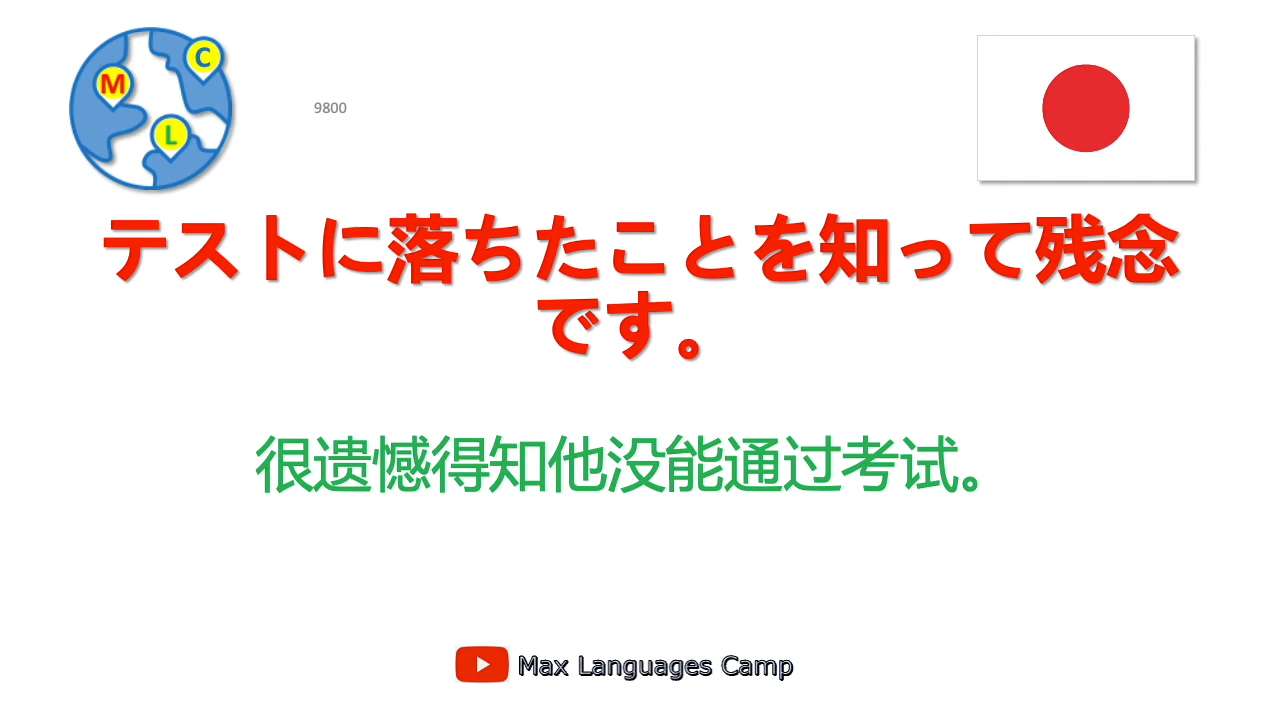 C
M
L
9800
テストに落ちたことを知って残念
です。
很遗憾得知他没能通过考试。
Max Languages Camp